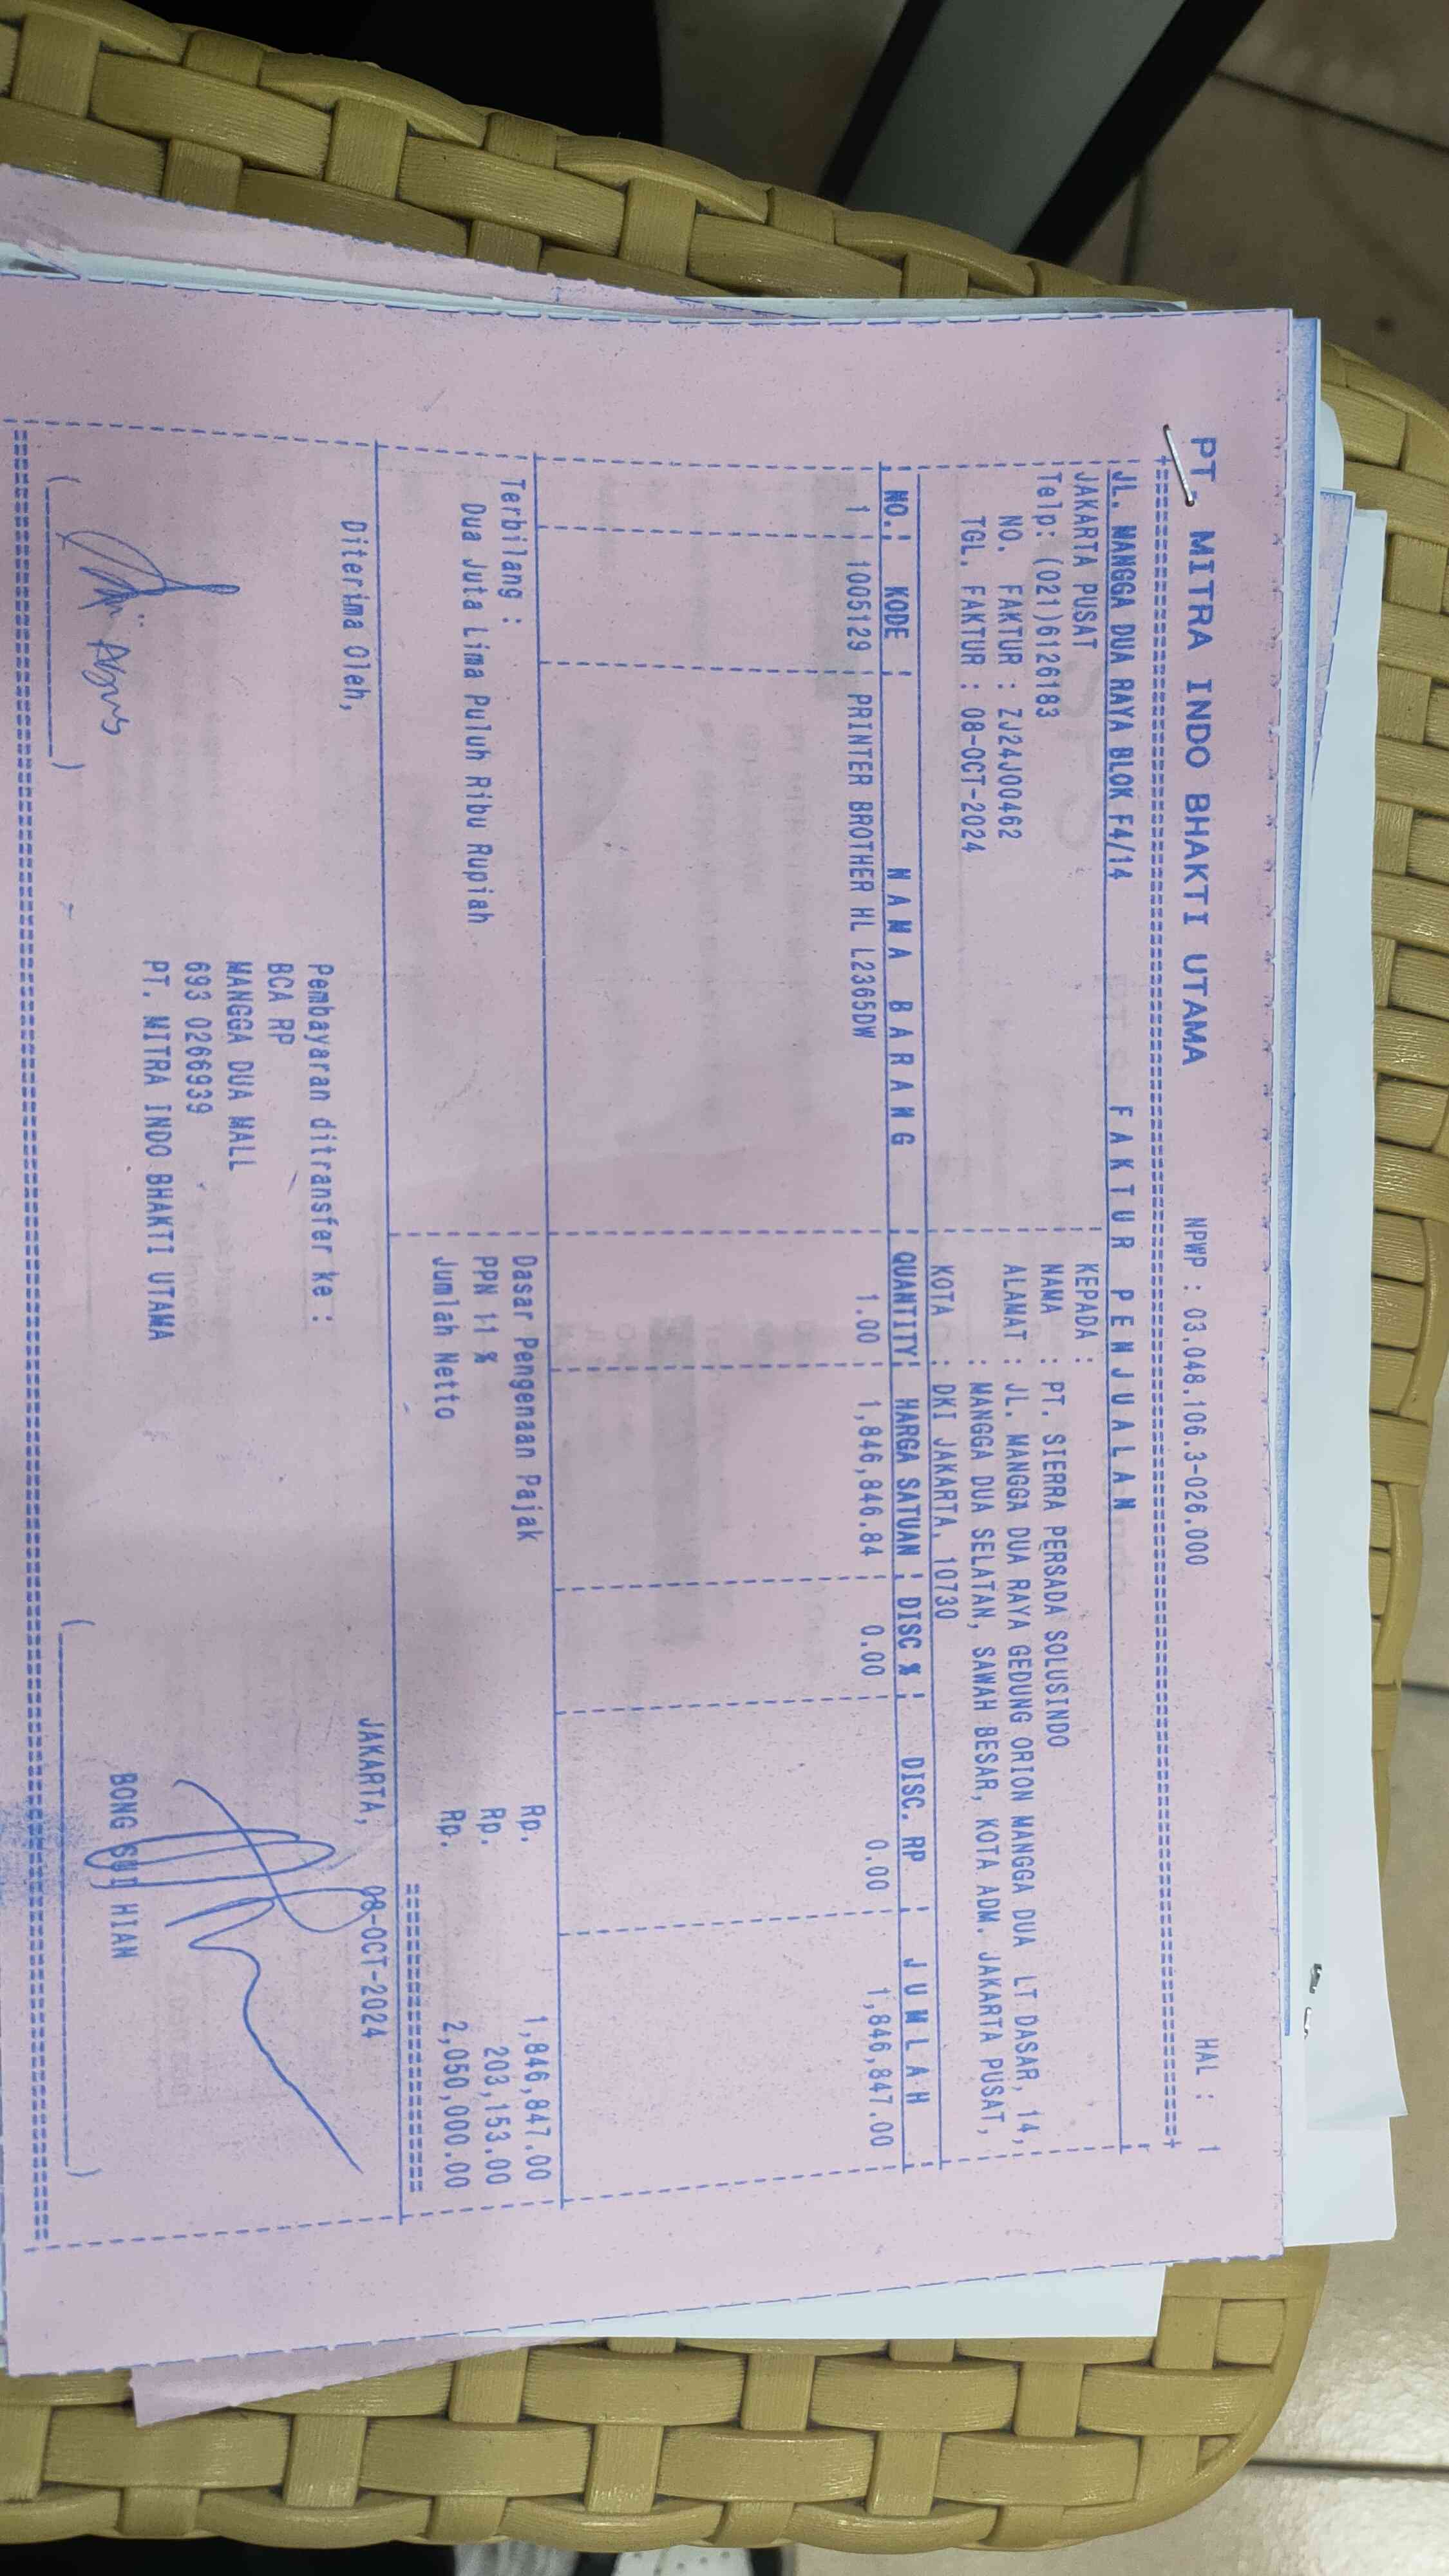 PT. MITRA INDO BHAKTI UTAMA NPWP : 03.048.106.3-026.000 HAL : 1
JL. MANGGA DUA RAYA BLOK F4/14 F A K T U R P E N J U A L A N
JAKARTA PUSAT KEPADA :
Telp: (021)6126183 NAMA : PT. SIERRA PERSADA SOLUSINDO
NO. FAKTUR : ZJ24J00462 ALAMAT : JL. MANGGA DUA RAYA GEDUNG ORION MANGGA DUA LT DASAR, 14,
TGL. FAKTUR : 08-OCT-2024 : MANGGA DUA SELATAN, SAWAH BESAR, KOTA ADM. JAKARTA PUSAT,
KOTA : DKI JAKARTA, 10730
NO. KODE N A M A B A R A N G QUANTITY HARGA SATUAN DISC % DISC. RP J U M L A H
1 1005129 PRINTER BROTHER HL L2365DW 1.00 1,846,846.84 0.00 0.00 1,846,847.00
Terbilang : Dasar Pengenaan Pajak Rp. 1,846,847.00
Dua Juta Lima Puluh Ribu Rupiah PPN 11 % Rp. 203,153.00
Jumlah Netto Rp. 2,050,000.00
Diterima Oleh, JAKARTA, 08-OCT-2024
Pembayaran ditransfer ke :
BCA RP
MANGGA DUA MALL
693 0266939
PT. MITRA INDO BHAKTI UTAMA
BONG SUI HIAN